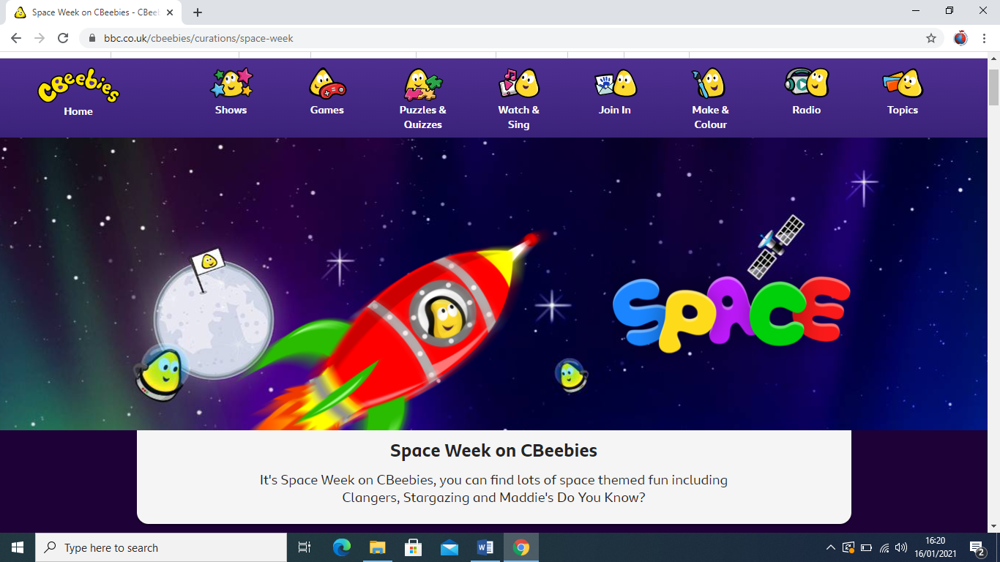 Space Week on CBeebies - CBeeb
bbc.co.uk/cbeebies/curations/space-week
CBeebies
Home
Shows
Games
Puzzles &
Quizzes
Watch &
Sing
Join In
Make &
Colour
Radio
Topics
SPACE
Space Week on CBeebies
It's Space Week on CBeebies, you can find lots of space themed fun including
Clangers, Stargazing and Maddie's Do You Know?
Type here to search
16:20
16/01/2021
2